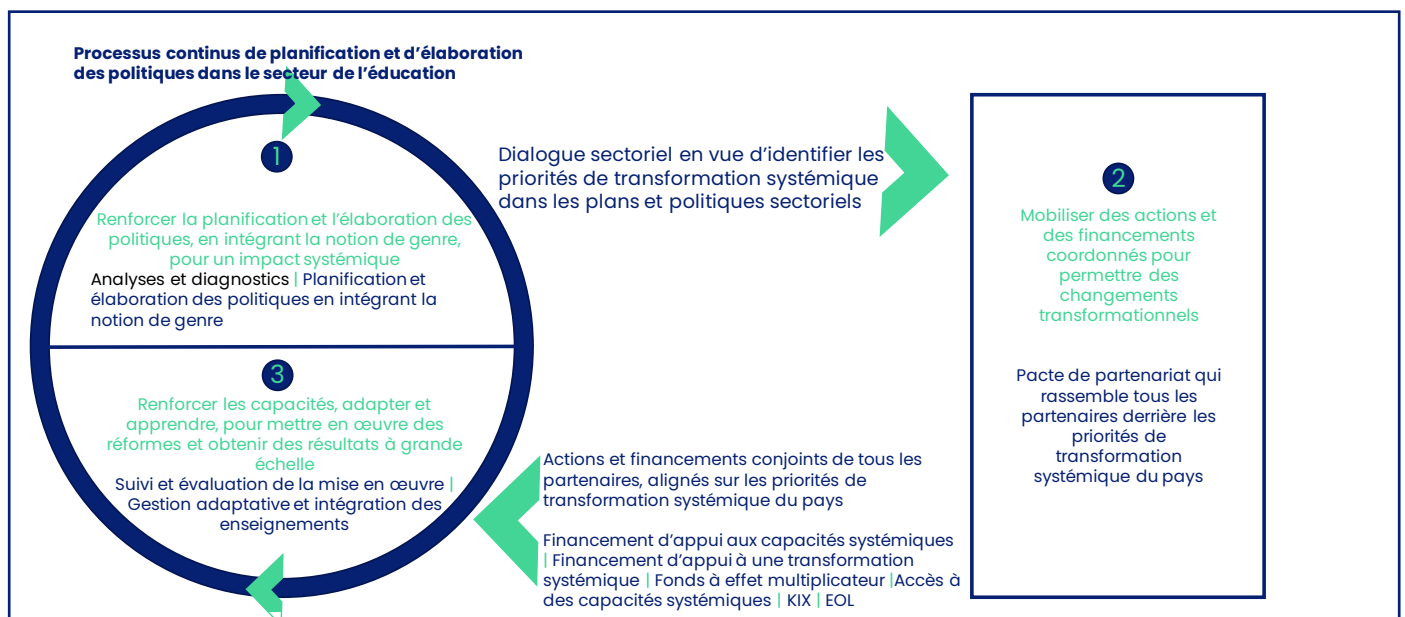 Processus continus de planification et d’élaboration
des politiques dans le secteur de l’éducation
1
Renforcer la planification et l’élaboration des
politiques, en intégrant la notion de genre,
pour un impact systémique
Analyses et diagnostics | Planification et
élaboration des politiques en intégrant la
notion de genre
Dialogue sectoriel en vue d’identifier les
priorités de transformation systémique
dans les plans et politiques sectoriels
2
Mobiliser des actions et
des financements
coordonnés pour
permettre des
changements
transformationnels
Pacte de partenariat qui
rassemble tous les
partenaires derrière les
priorités de
transformation
systémique du pays
3
Renforcer les capacités, adapter et
apprendre, pour mettre en œuvre des
réformes et obtenir des résultats à grande
échelle
Suivi et évaluation de la mise en œuvre |
Gestion adaptative et intégration des
enseignements
Actions et financements conjoints de tous les
partenaires, alignés sur les priorités de
transformation systémique du pays
Financement d’appui aux capacités systémiques
| Financement d’appui à une transformation
systémique | Fonds à effet multiplicateur |Accès à
des capacités systémiques | KIX | EOL